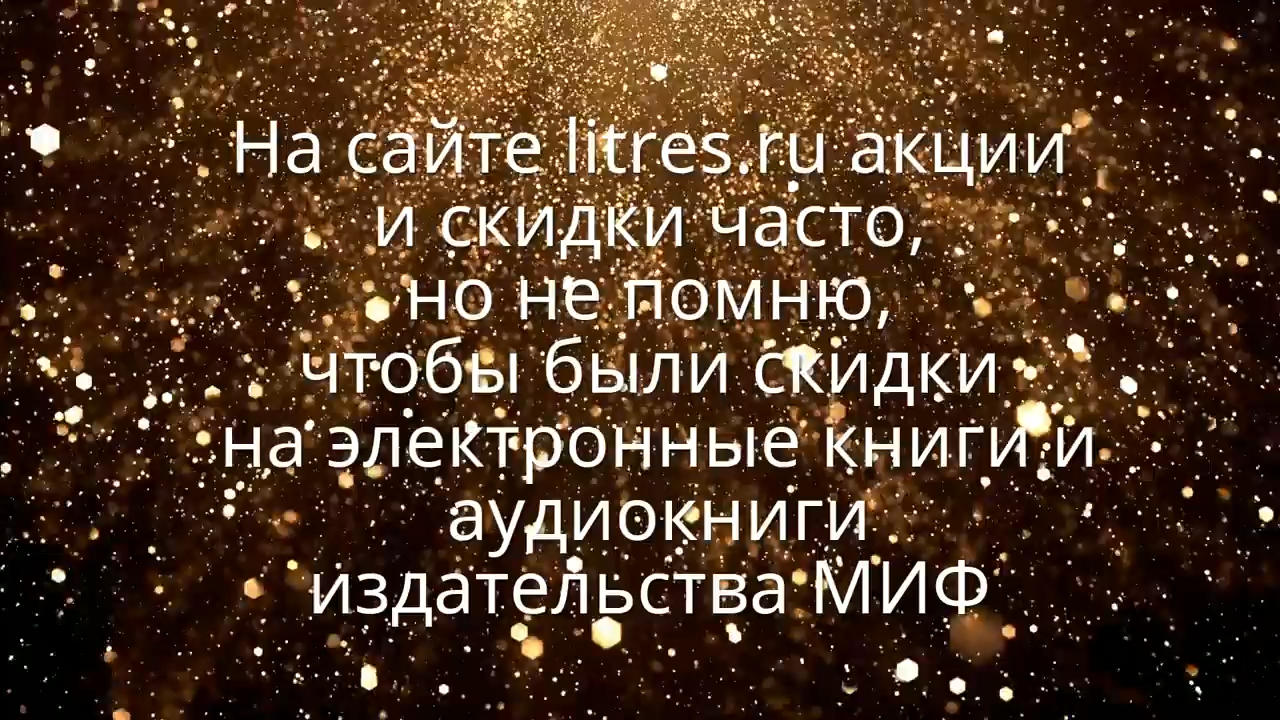 На сайте litres.ru акции
и скидки часто,
но не помню,
чтобы были скидки
на электронные книги и
аудиокниги
издательства МИФ